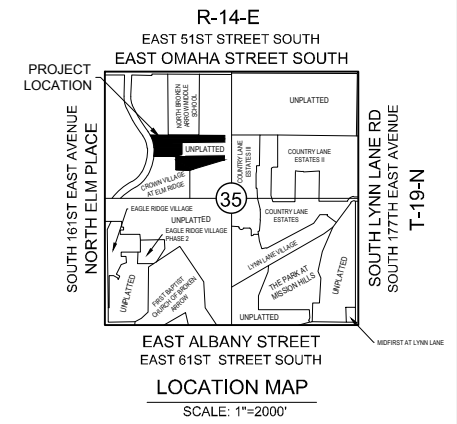 R-14-E
EAST 51ST STREET SOUTH
EAST OMAHA STREET SOUTH
PROJECT
LOCATION
NORTH BROKEN
ARROW MIDDLE
SCHOOL
UNPLATTED
UNPLATTED
COUNTRY LANE
ESTATES III
COUNTRY LANE
ESTATES II
CROWN VILLAGE
AT ELM RIDGE
SOUTH 161ST EAST AVENUE
NORTH ELM PLACE
35
SOUTH LYNN LANE RD
SOUTH 177TH EAST AVENUE
T-19-N
EAGLE RIDGE VILLAGE
UNPLATTED
EAGLE RIDGE VILLAGE
PHASE 2
COUNTRY LANE
ESTATES
LYNN LANE VILLAGE
THE PARK AT
MISSION HILLS
UNPLATTED
UNPLATTED
FIRST BAPTIST
CHURCH OF BROKEN
ARROW
UNPLATTED
MIDFIRST AT LYNN LANE
EAST ALBANY STREET
EAST 61ST STREET SOUTH
LOCATION MAP
SCALE: 1"=2000'